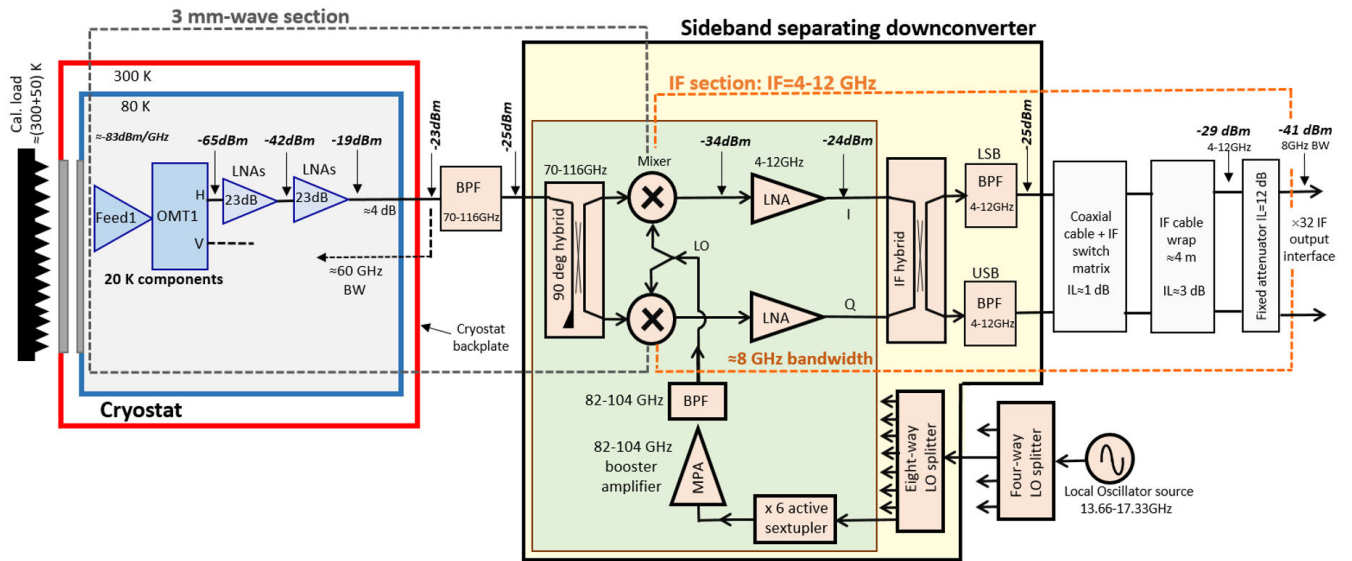 3 mm-wave section
Sideband separating downconverter
IF section: IF=4-12 GHz
Cal. load
≈(300+50) K
300 K
80 K
≈-83dBm/GHz
-65dBm
-42dBm
-19dBm
-23dBm
-25dBm
LNAs
LNAs
23dB
23dB
Feed1
OMT1
H
V
≈4 dB
20 K components
≈60 GHz
BW
BPF
70-116GHz
Cryostat
backplate
Cryostat
70-116GHz
90 deg hybrid
Mixer
-34dBm
4-12GHz
-24dBm
LNA
I
LO
LNA
Q
≈8 GHz bandwidth
IF hybrid
LSB
BPF
4-12GHz
-25dBm
USB
BPF
4-12GHz
Coaxial
cable + IF
switch
matrix
IL≈1 dB
IF cable
wrap
≈4 m
IL≈3 dB
-29 dBm
4-12GHz
Fixed attenuator IL=12 dB
-41 dBm
8GHz BW
×32 IF
output
interface
82-104 GHz
BPF
82-104 GHz
booster
amplifier
MPA
x 6 active
sextupler
Eight-way
LO splitter
Four-way
LO splitter
Local Oscillator source
13.66-17.33GHz